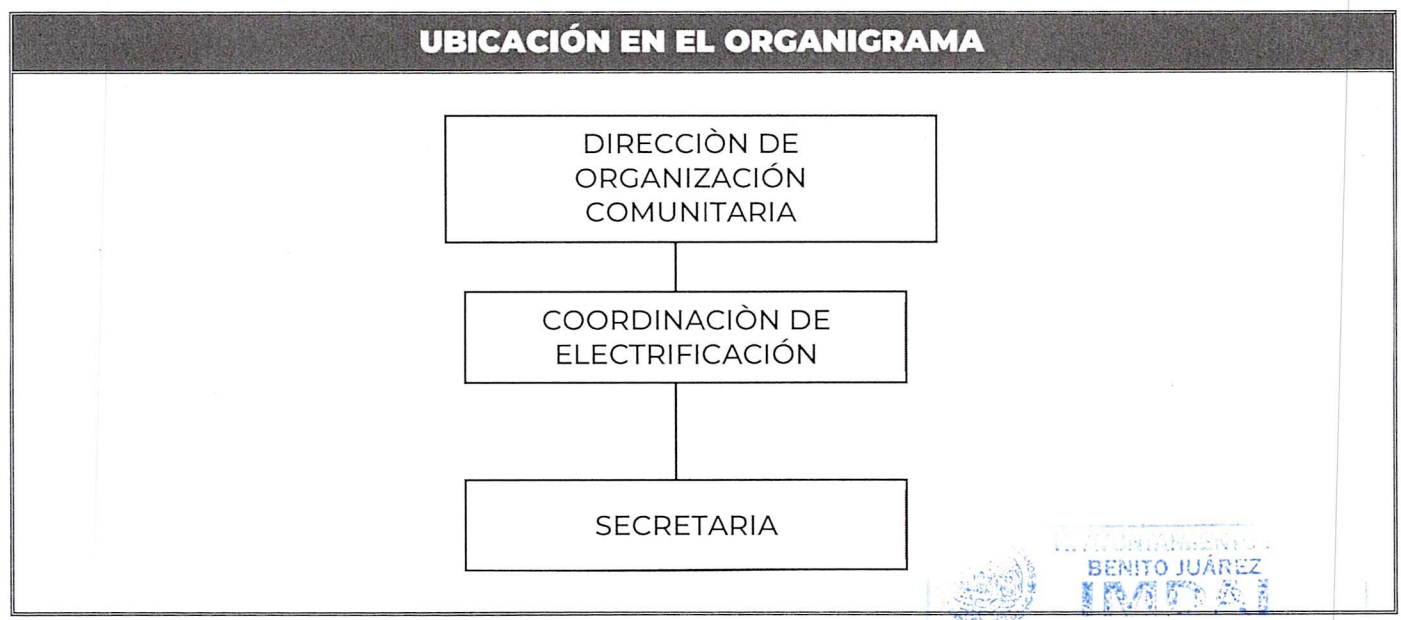 UBICACIÓN EN EL ORGANIGRAMA
DIRECCIÒN DE
ORGANIZACIÓN
COMUNITARIA
COORDINACIÒN DE
ELECTRIFICACIÓN
SECRETARIA
BENITO JUÁREZ